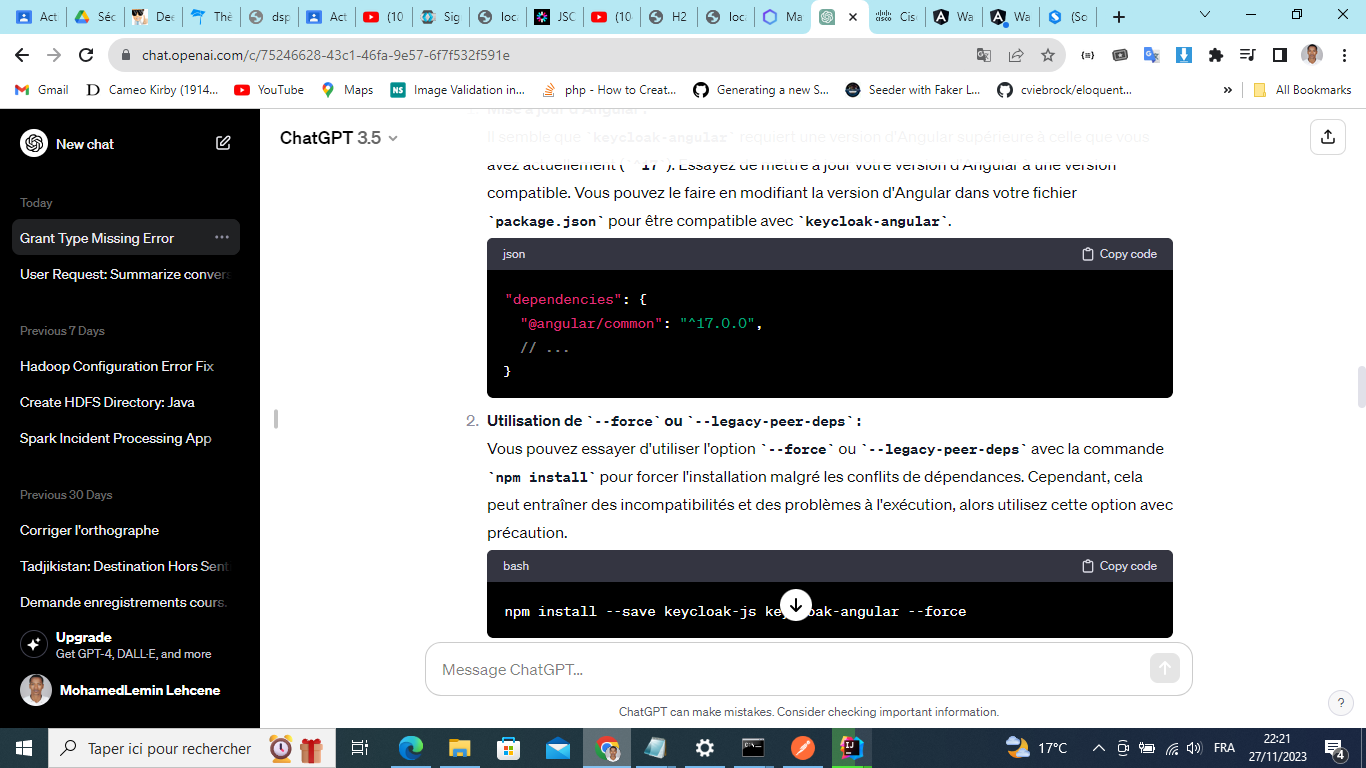 Act
Séc
Dee
Thè
dsp
Act
(10
Sig
loca
JSC
(10
H2
loca
Ma
Cisc
Wa
Wa
(Sc
chat.openai.com/c/75246628-43c1-46fa-9e57-6f7f532f591e
Gmail
Cameo Kirby (1914...
YouTube
Maps
Image Validation in...
php - How to Creat...
Generating a new S...
Seeder with Faker L...
cviebrock/eloquent...
»
All Bookmarks
New chat
Today
Grant Type Missing Error
User Request: Summarize convers
Previous 7 Days
Hadoop Configuration Error Fix
Create HDFS Directory: Java
Spark Incident Processing App
Previous 30 Days
Corriger l'orthographe
Tadjikistan: Destination Hors Sent
Demande enregistrements cours.
Upgrade
Get GPT-4, DALL·E, and more
MohamedLemin Lehcene
ChatGPT 3.5
1. Mise à jour d'Angular :
Il semble que `keycloak-angular` requiert une version d'Angular supérieure à celle que vous
avez actuellement (`^17`). Essayez de mettre à jour votre version d'Angular à une version
compatible. Vous pouvez le faire en modifiant la version d'Angular dans votre fichier
`package.json` pour être compatible avec `keycloak-angular`.
json
Copy code
"dependencies": {
"@angular/common": "^17.0.0",
// ...
}
2. Utilisation de `--force` ou `--legacy-peer-deps`:
Vous pouvez essayer d'utiliser l'option `--force` ou `--legacy-peer-deps` avec la commande
`npm install` pour forcer l'installation malgré les conflits de dépendances. Cependant, cela
peut entraîner des incompatibilités et des problèmes à l'exécution, alors utilisez cette option avec
précaution.
bash
Copy code
npm install --save keycloak-js keycloak-angular --force
Message ChatGPT...
ChatGPT can make mistakes. Consider checking important information.
?
Taper ici pour rechercher
17°C
FRA
22:21
27/11/2023
4